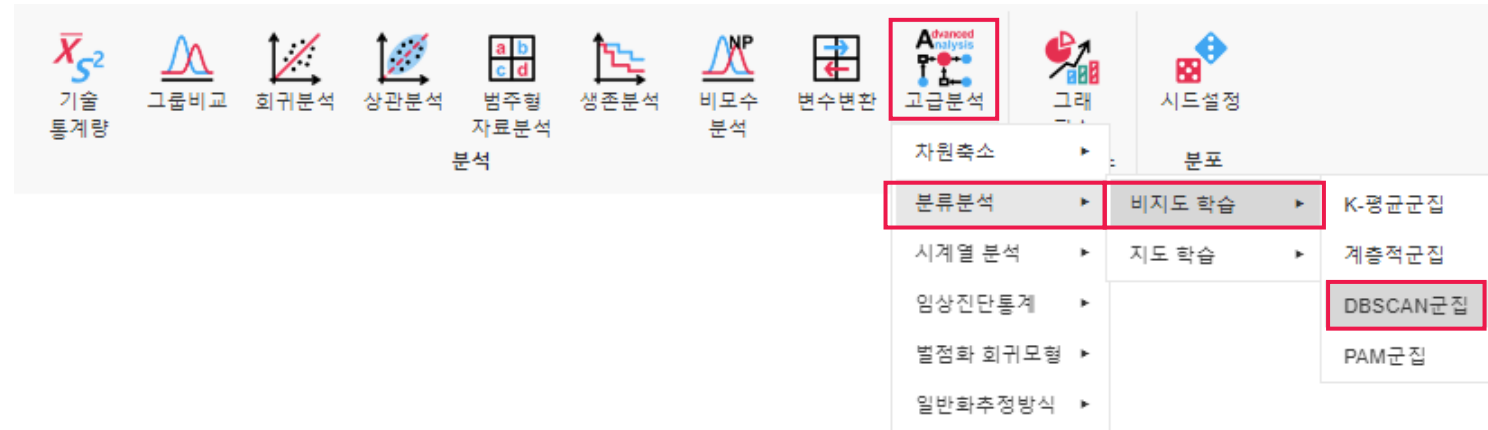 X̄ S²
NP
Advanced
Analysis
a b
c d
기술
통계량
그룹비교
회귀분석
상관분석
범주형
자료분석
생존분석
비모수
분석
변수변환
고급분석
그래
시드설정
분석
분포
차원축소
분류분석
시계열 분석
임상진단통계
벌점화 회귀모형
일반화추정방식
비지도 학습
지도 학습
K-평균군집
계층적군집
DBSCAN군집
PAM군집